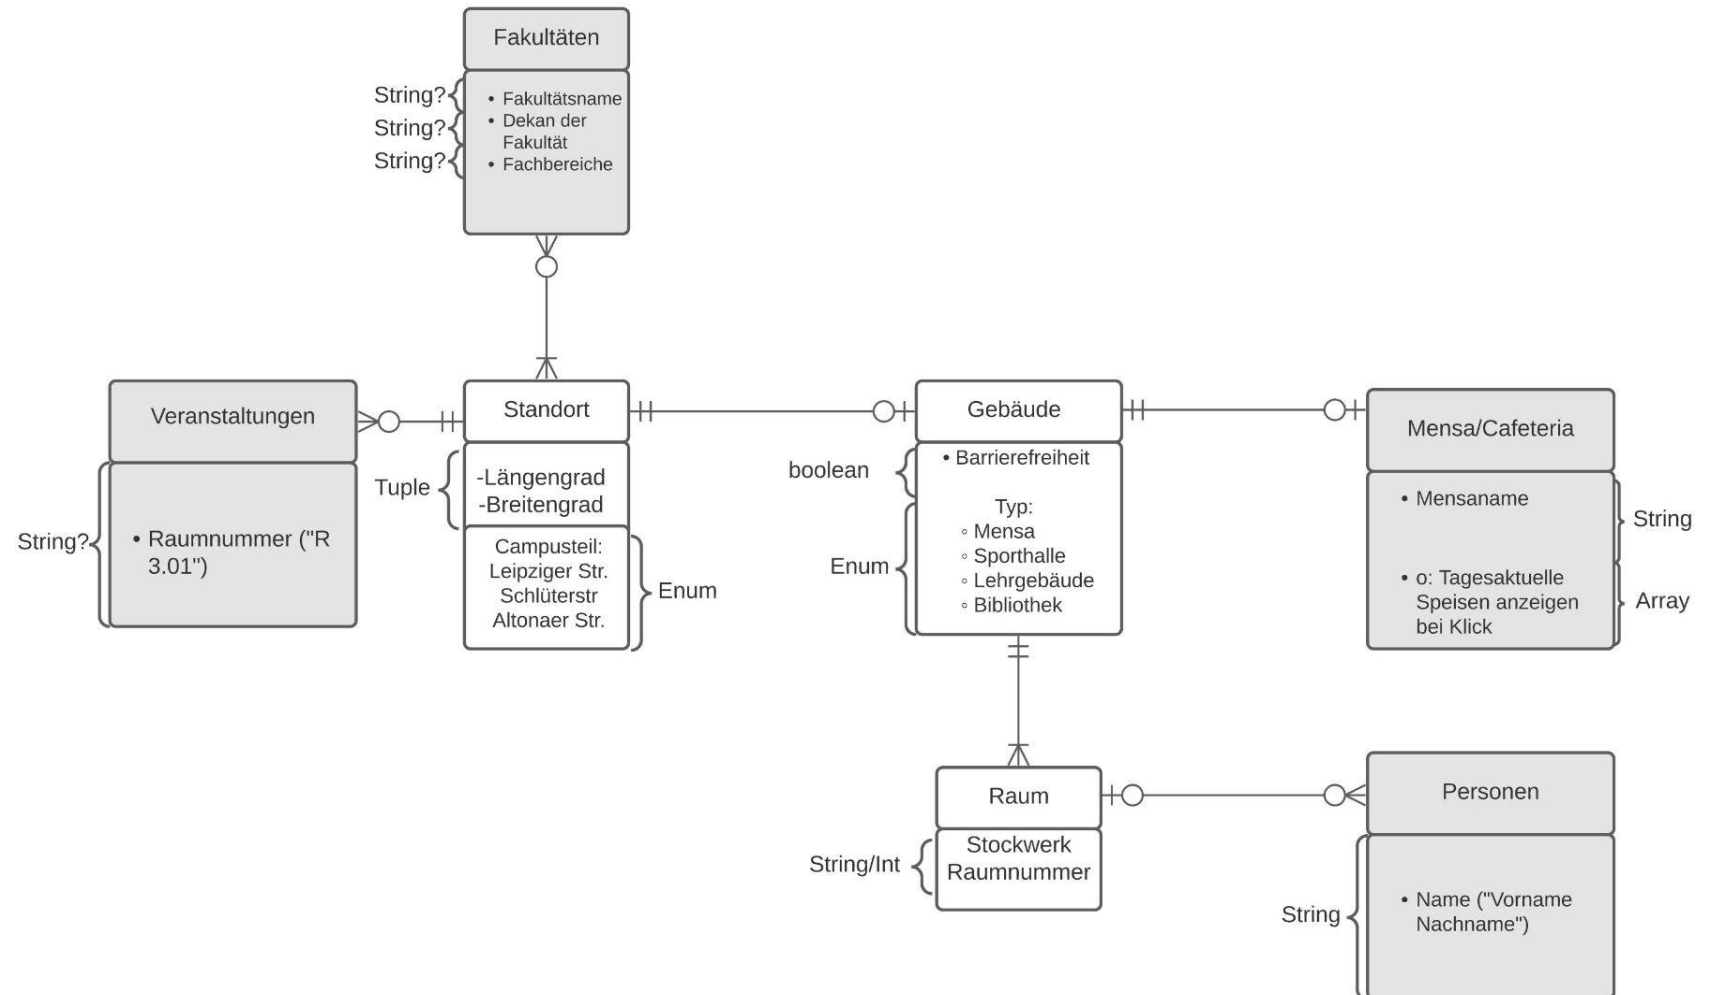 Fakultäten
String?
String?
String?
• Fakultätsname
• Dekan der
Fakultät
• Fachbereiche
Veranstaltungen
String?
• Raumnummer ("R
3.01")
Standort
Tuple
-Längengrad
-Breitengrad
Campusteil:
Leipziger Str.
Schlüterstr
Altonaer Str.
Enum
Gebäude
boolean
• Barrierefreiheit
Enum
Typ:
◦ Mensa
◦ Sporthalle
◦ Lehrgebäude
◦ Bibliothek
Mensa/Cafeteria
• Mensaname
String
• o: Tagesaktuelle
Speisen anzeigen
bei Klick
Array
Raum
String/Int
Stockwerk
Raumnummer
Personen
String
• Name ("Vorname
Nachname")